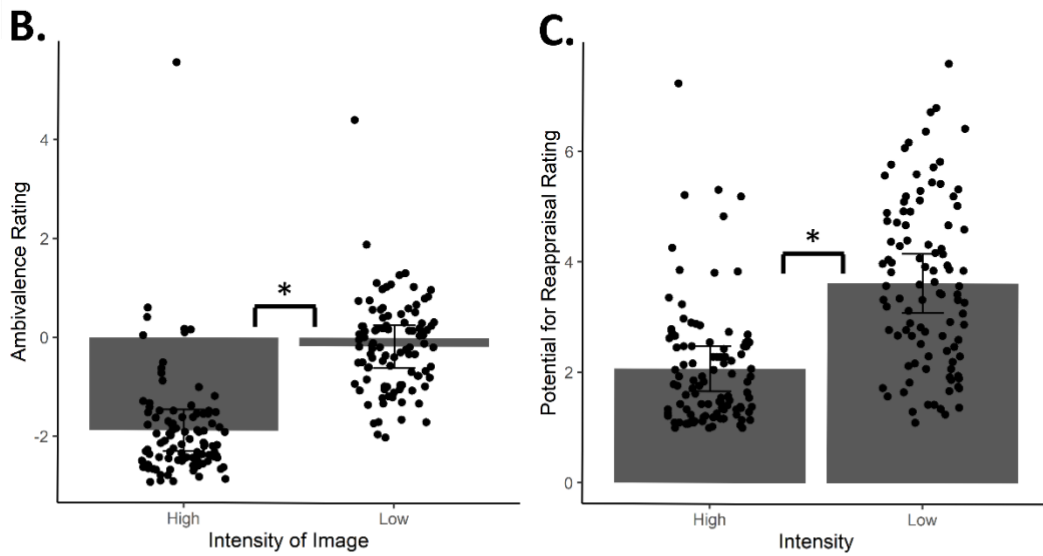 B.
Ambivalence Rating
4
2
0
-2
*
High
Low
Intensity of Image
C.
Potential for Reappraisal Rating
6
4
2
0
*
High
Low
Intensity